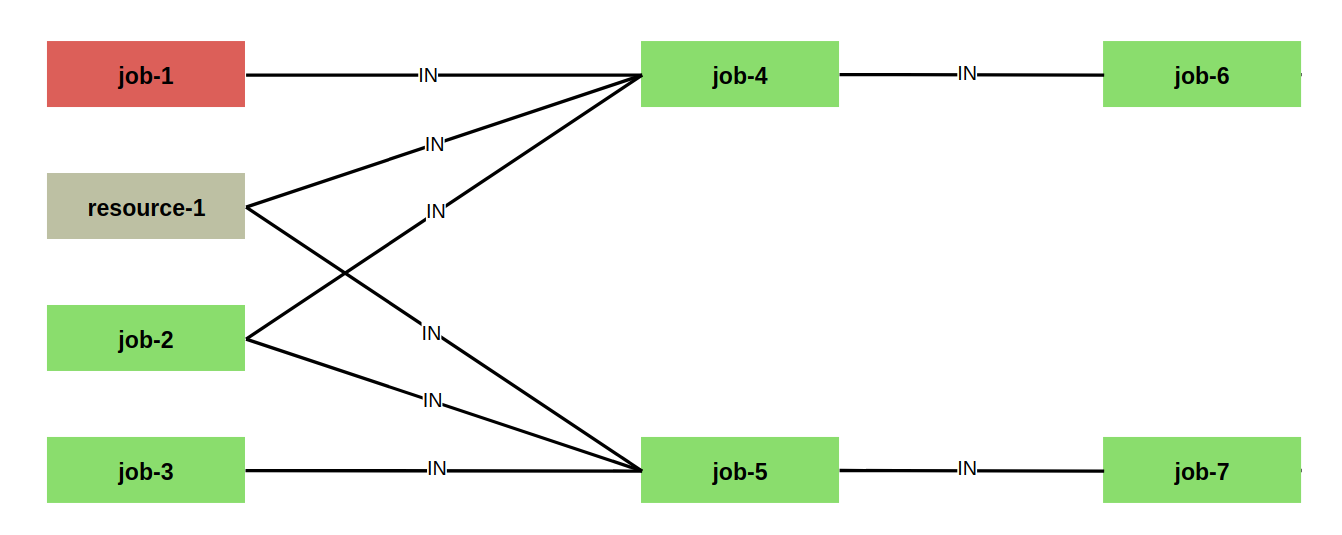 job-1
IN
job-4
IN
job-6
IN
resource-1
IN
IN
job-2
IN
job-3
IN
job-5
IN
job-7